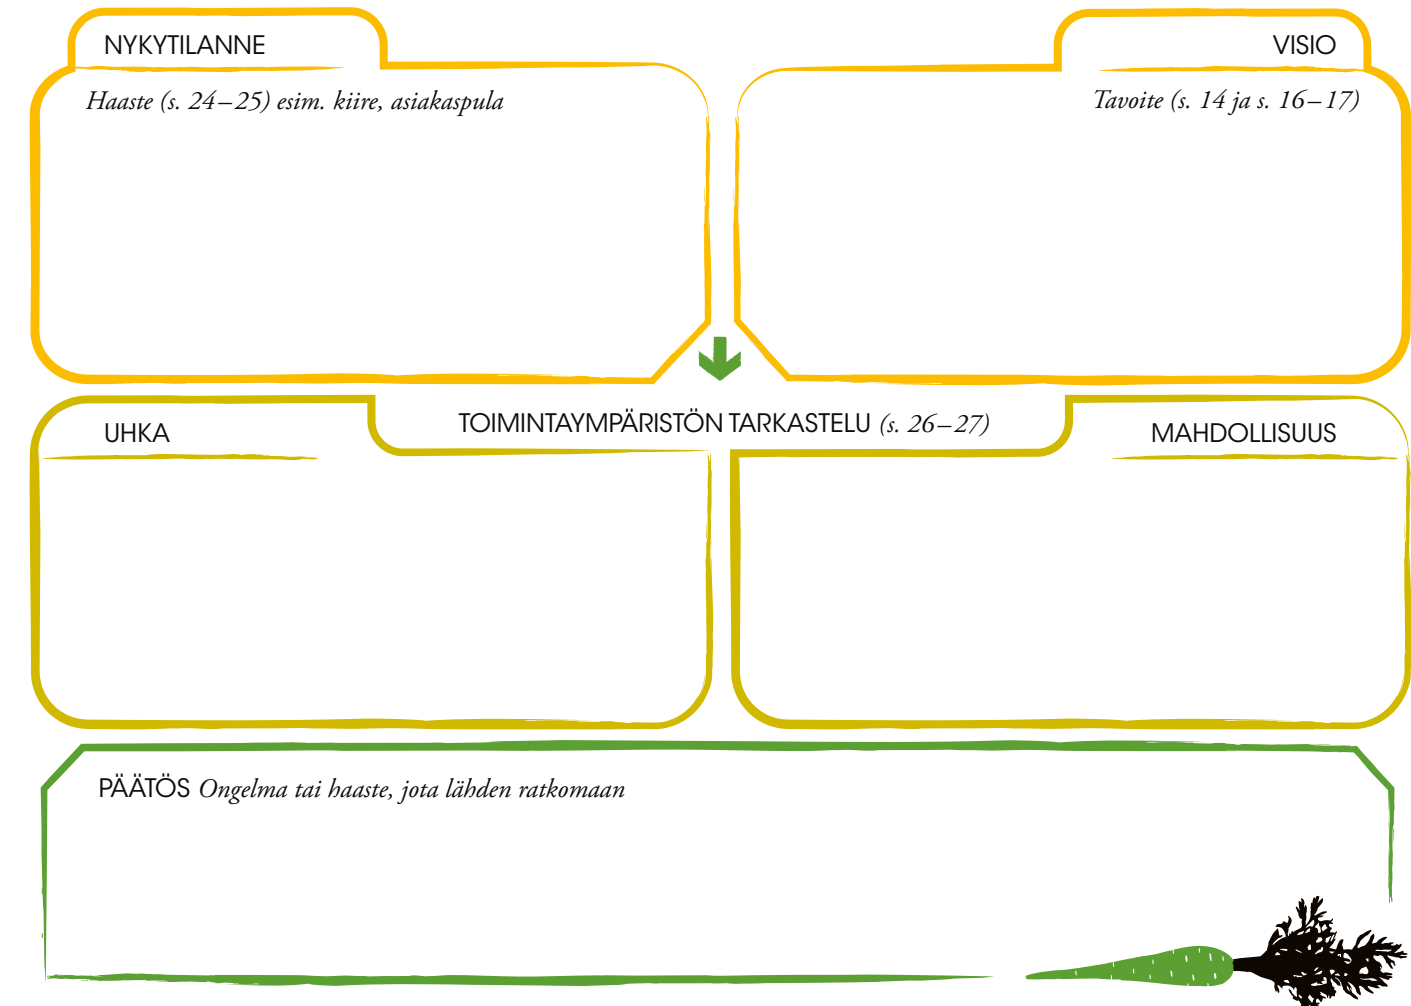 NYKYTILANNE
Haaste (s. 24–25) esim. kiire, asiakaspula
VISIO
Tavoite (s. 14 ja s. 16–17)
TOIMINTAYMPÄRISTÖN TARKASTELU (s. 26–27)
UHKA
MAHDOLLISUUS
PÄÄTÖS Ongelma tai haaste, jota lähden ratkomaan